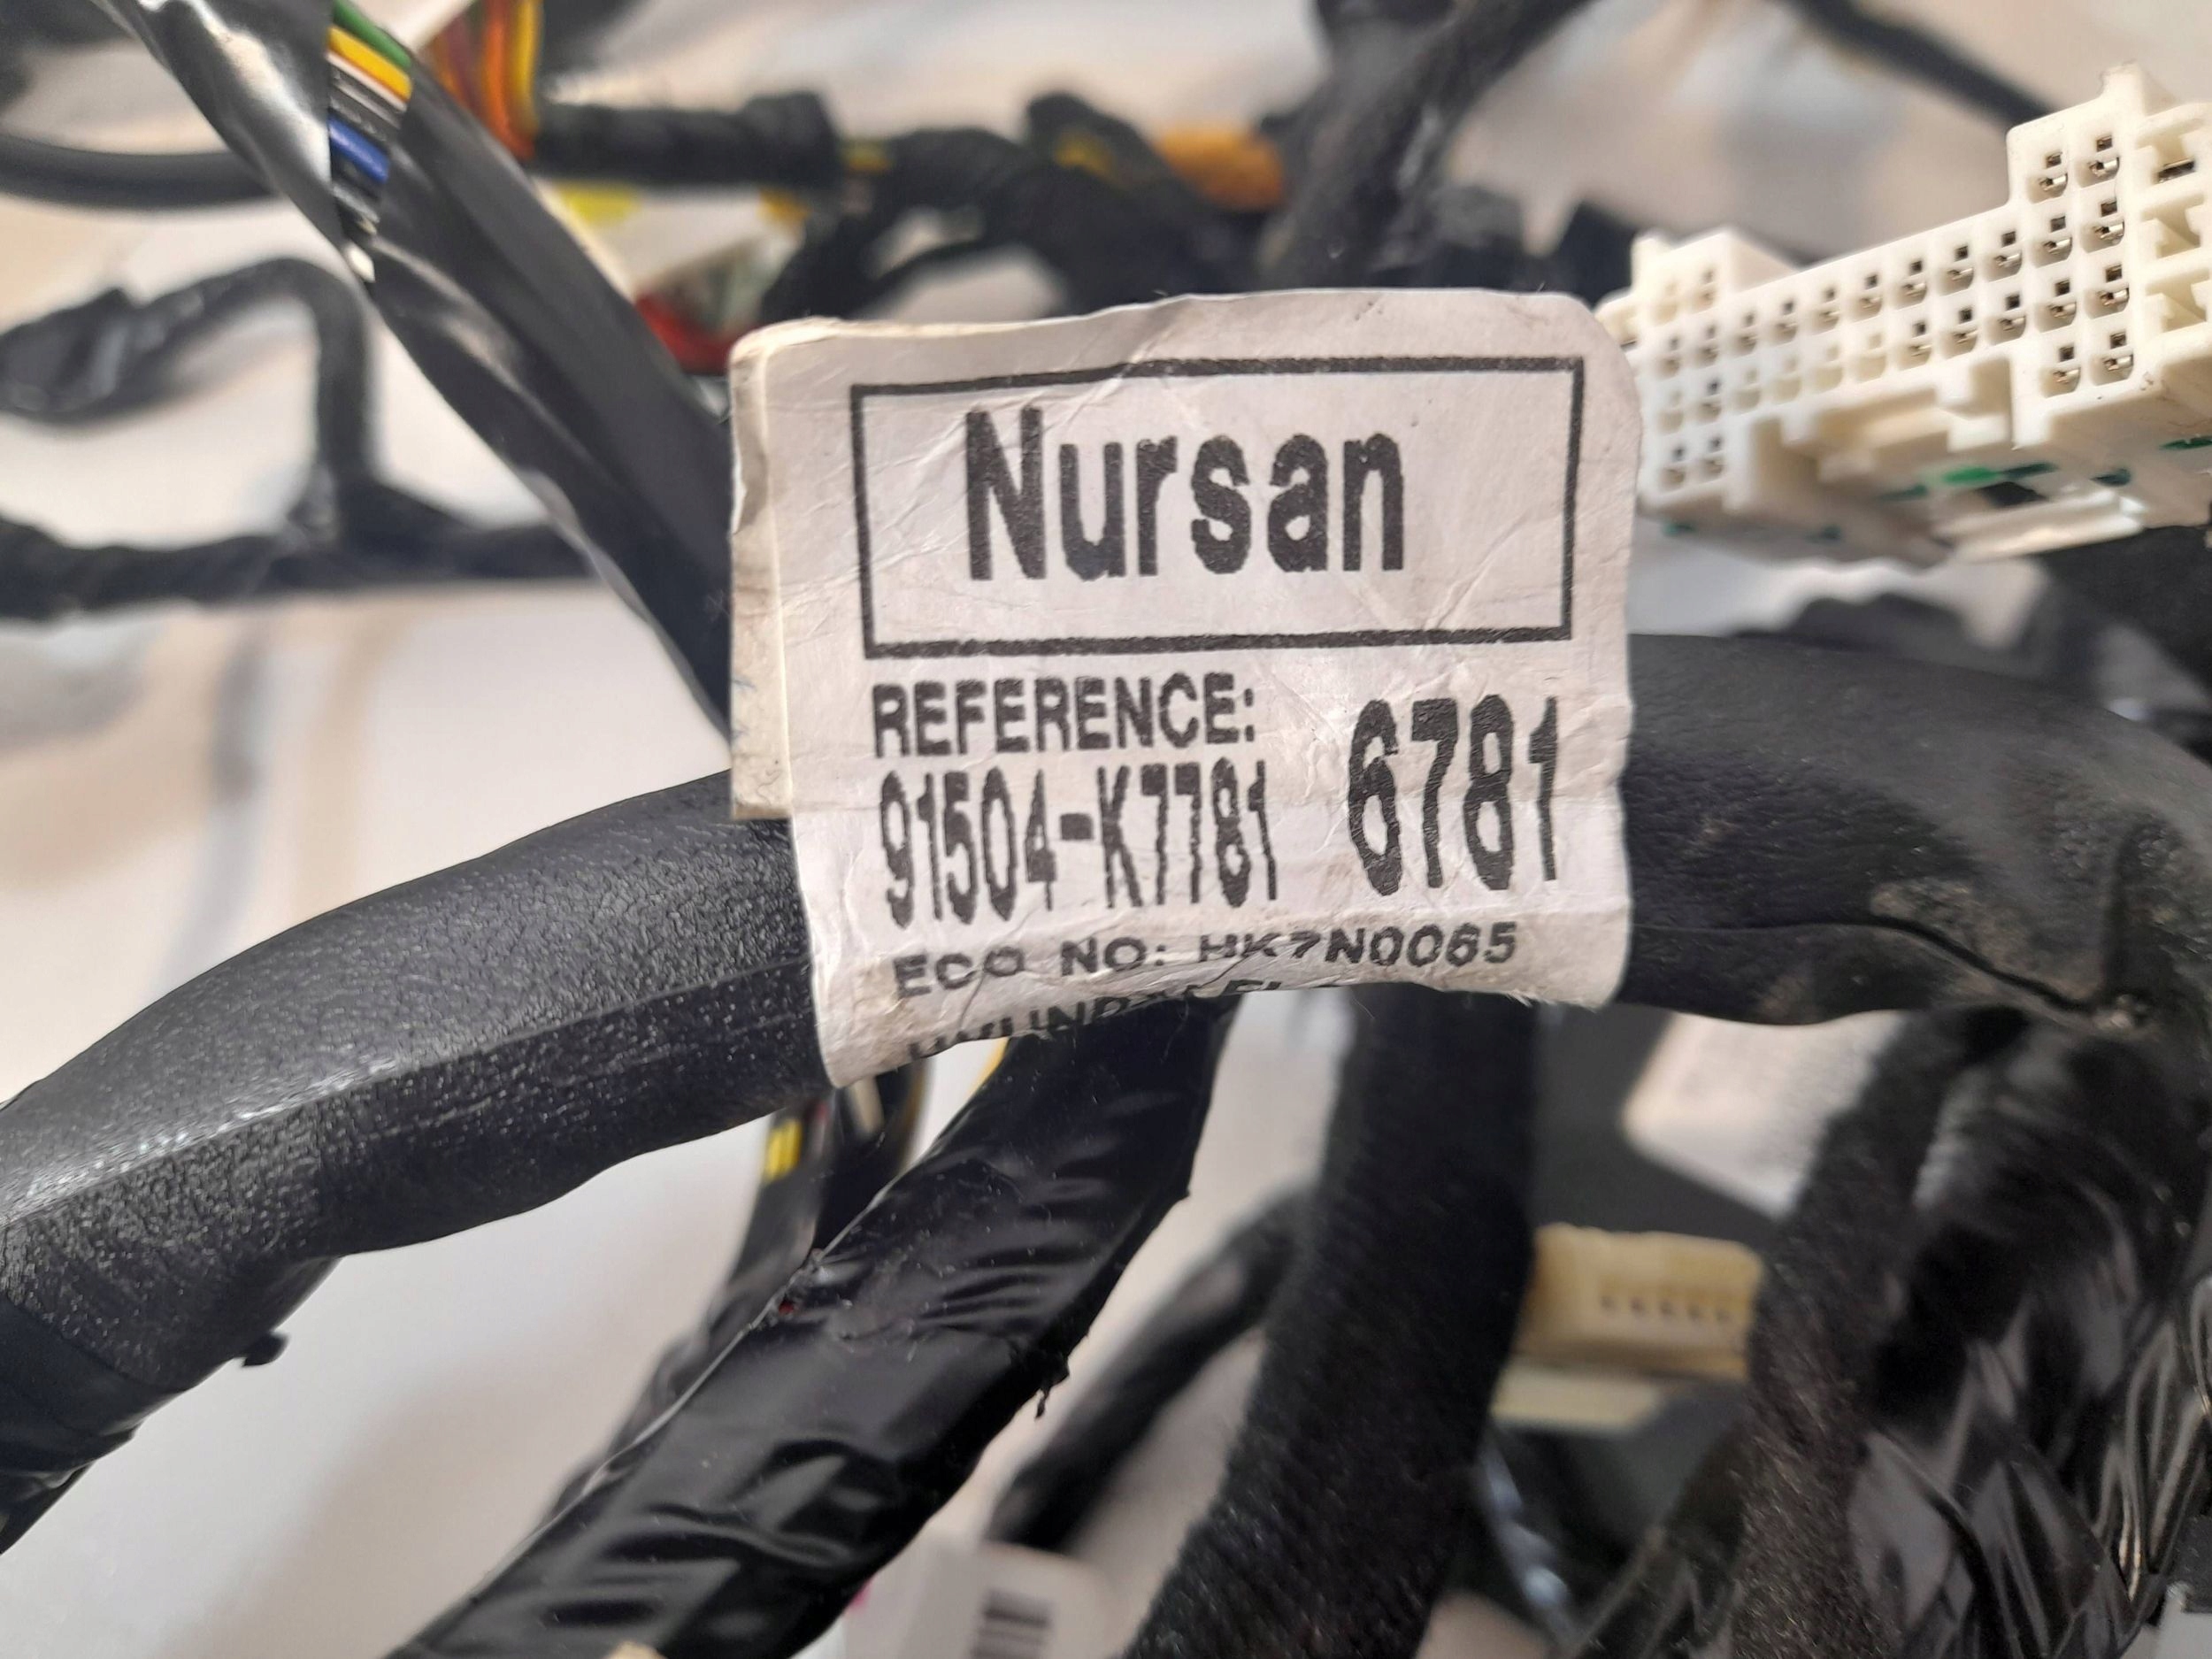 Nursan
REFERENCE:
91504-K7781 6781
ECO NO: HK7N0065